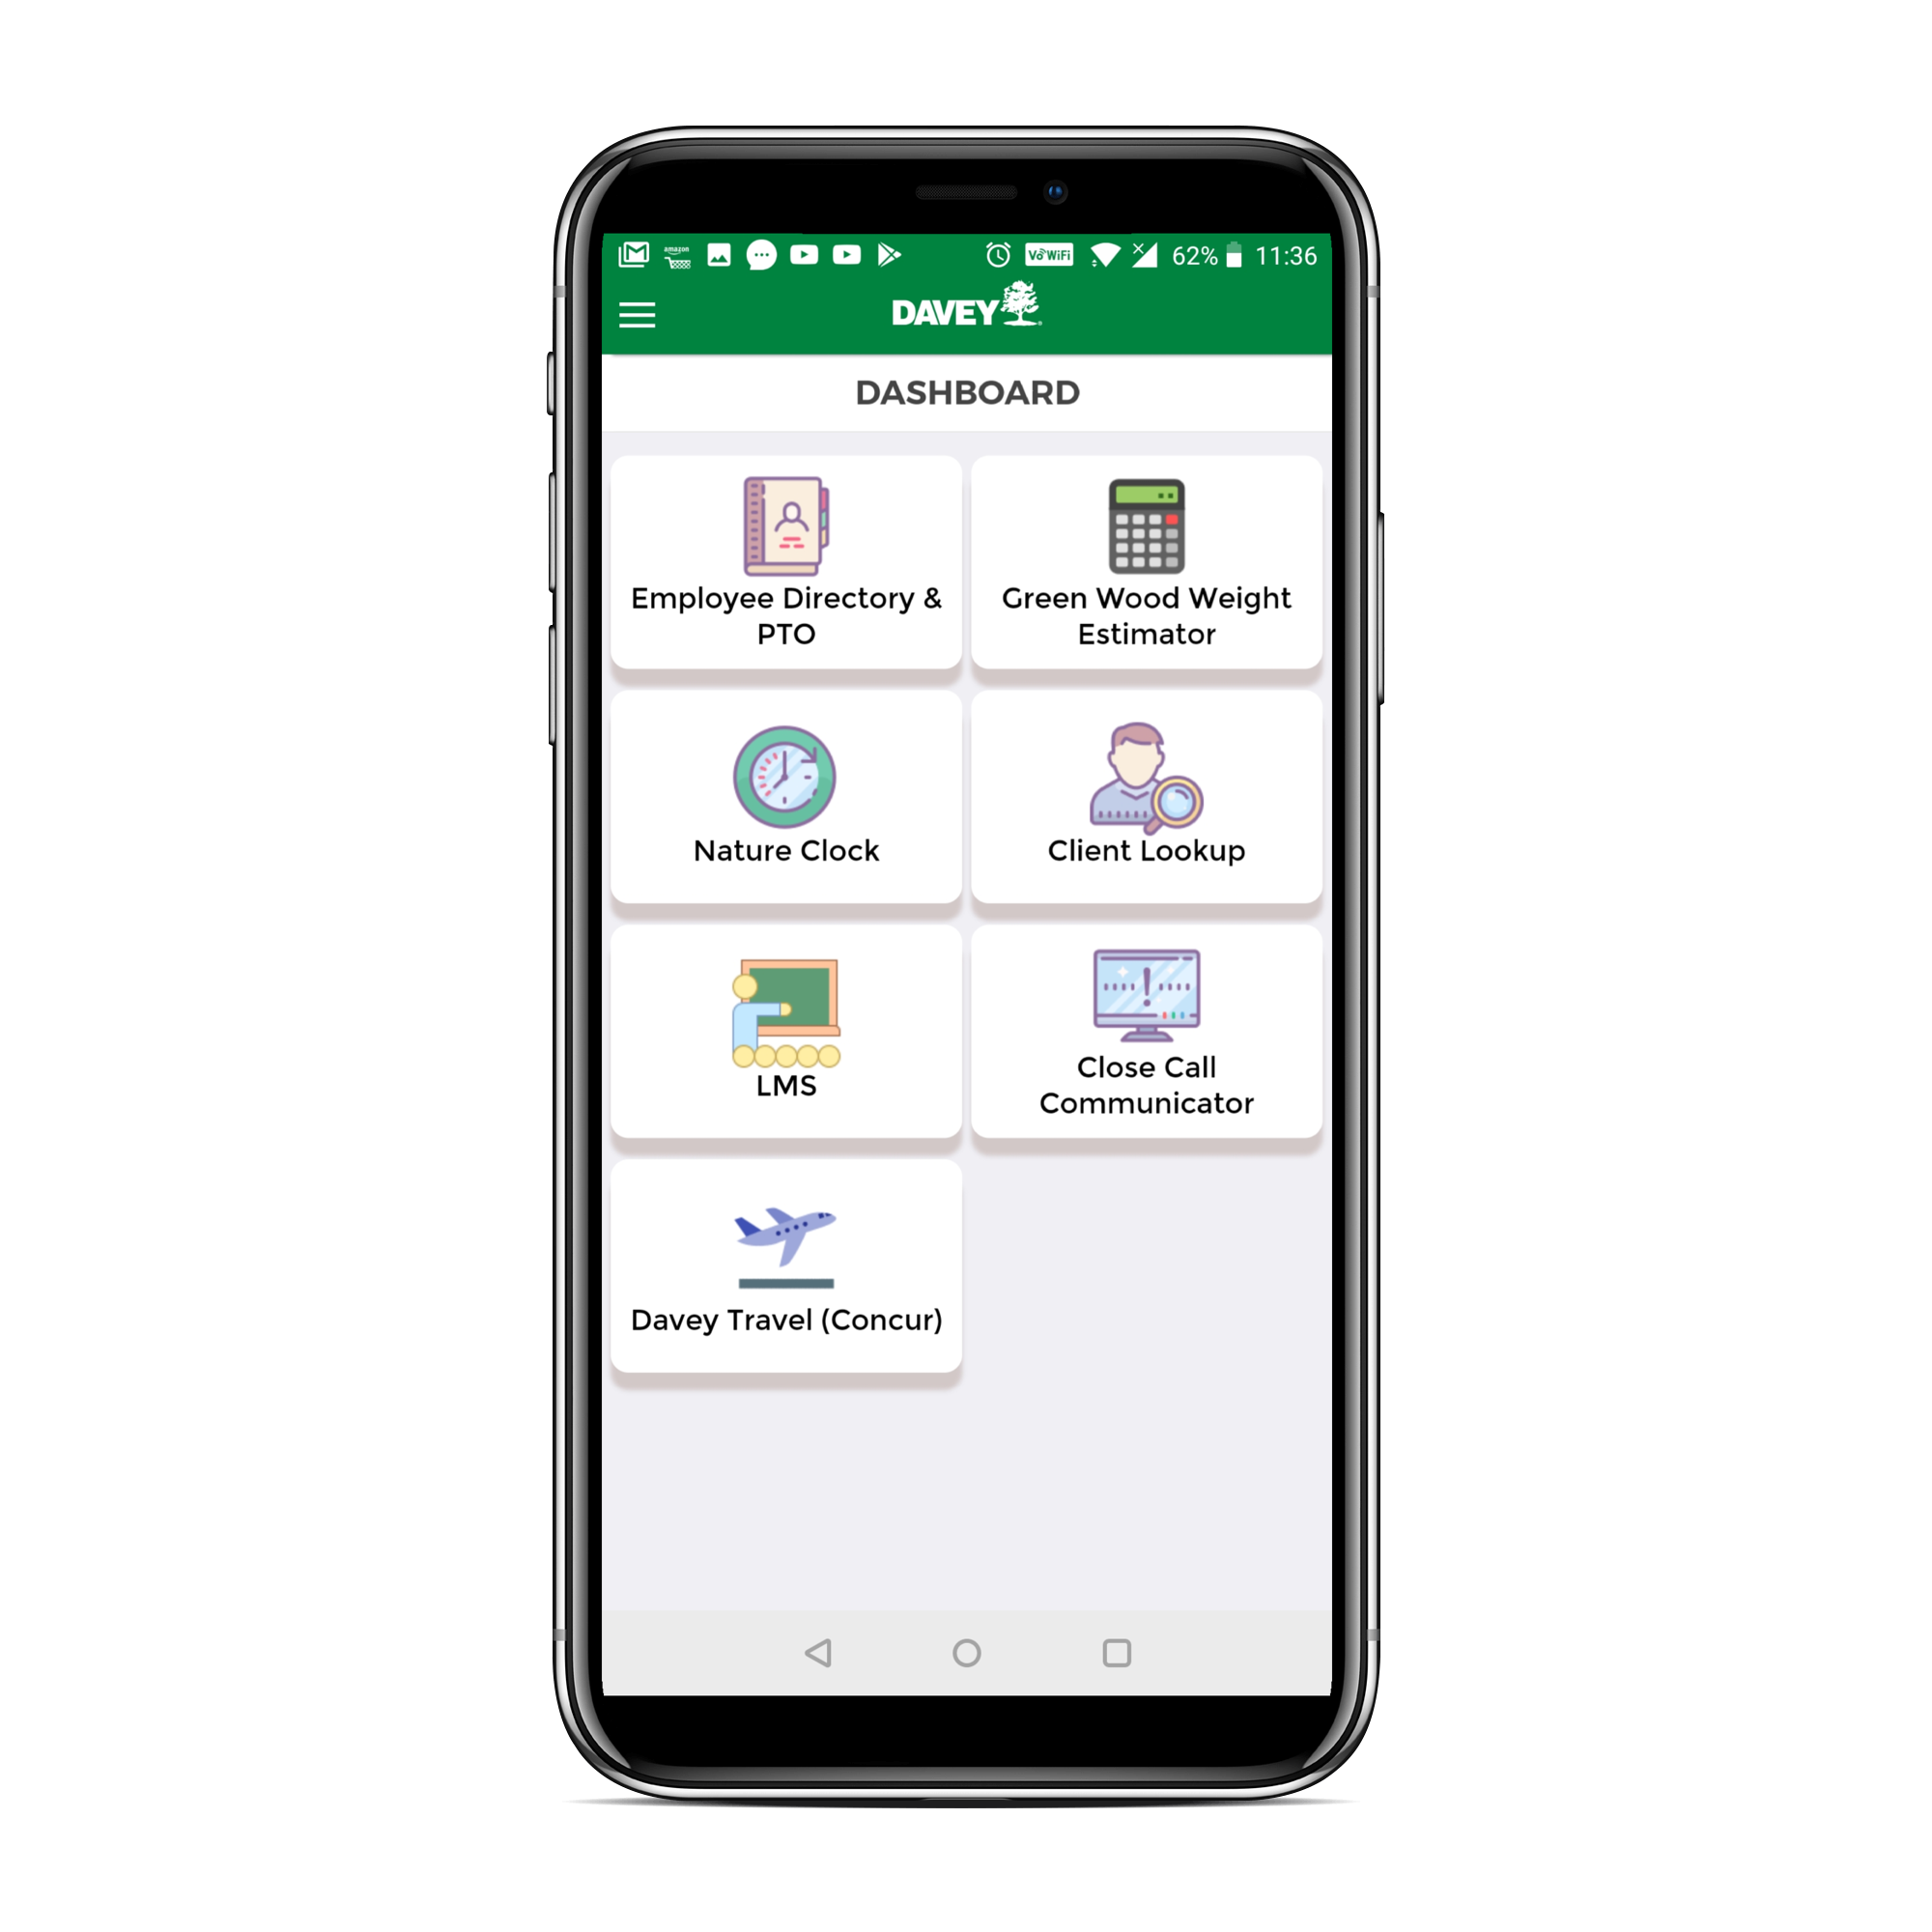 amazon
Vo WiFi 62% 11:36
DAVEY
DASHBOARD
Employee Directory &
PTO
Green Wood Weight
Estimator
Nature Clock
Client Lookup
LMS
Close Call
Communicator
Davey Travel (Concur)